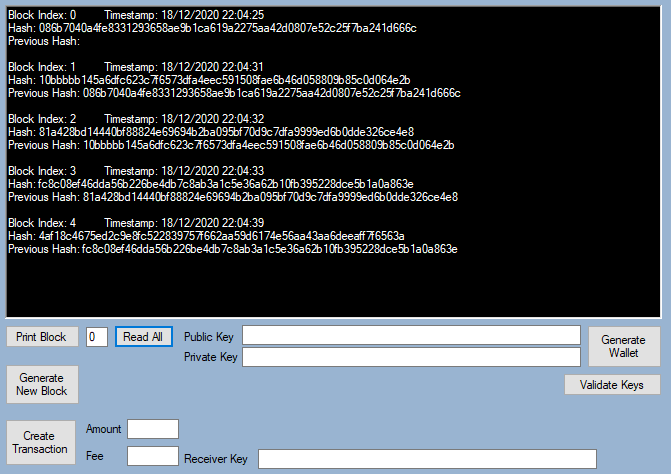 Block Index: 0 Timestamp: 18/12/2020 22:04:25
Hash: 086b7040a4fe8331293658ae9b1ca619a2275aa42d0807e52c25f7ba241d666c
Previous Hash:
Block Index: 1 Timestamp: 18/12/2020 22:04:31
Hash: 10bbbbb145a6dfc623c7f6573dfa4eec591508fae6b46d058809b85c0d064e2b
Previous Hash: 086b7040a4fe8331293658ae9b1ca619a2275aa42d0807e52c25f7ba241d666c
Block Index: 2 Timestamp: 18/12/2020 22:04:32
Hash: 81a428bd14440bf88824e69694b2ba095bf70d9c7dfa9999ed6b0dde326ce4e8
Previous Hash: 10bbbbb145a6dfc623c7f6573dfa4eec591508fae6b46d058809b85c0d064e2b
Block Index: 3 Timestamp: 18/12/2020 22:04:33
Hash: fc8c08ef46dda56b226be4db7c8ab3a1c5e36a62b10fb395228dce5b1a0a863e
Previous Hash: 81a428bd14440bf88824e69694b2ba095bf70d9c7dfa9999ed6b0dde326ce4e8
Block Index: 4 Timestamp: 18/12/2020 22:04:39
Hash: 4af18c4675ed2c9e8fc522839757f662aa59d6174e56aa43aa6deeaff7f6563a
Previous Hash: fc8c08ef46dda56b226be4db7c8ab3a1c5e36a62b10fb395228dce5b1a0a863e
Print Block 0 Read All Public Key
Private Key
Generate
Wallet
Generate
New Block
Validate Keys
Create
Transaction
Amount
Fee Receiver Key